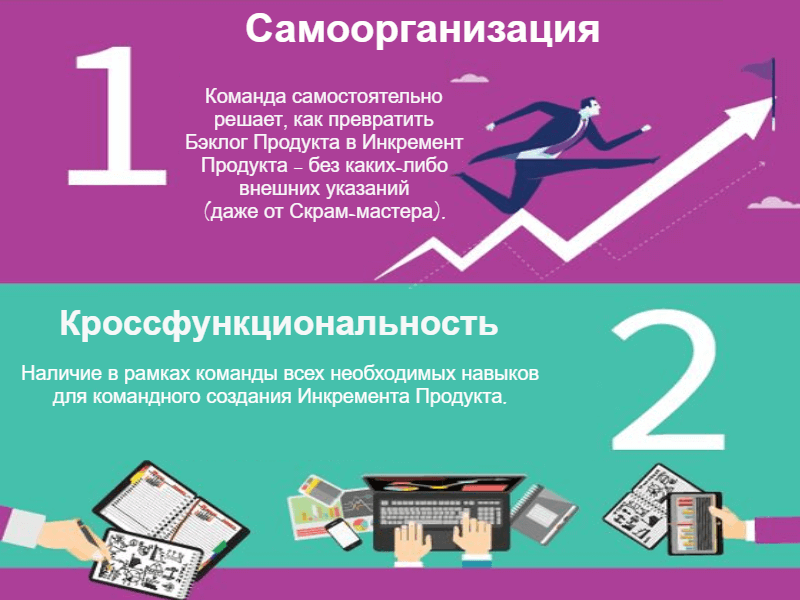 Самоорганизация
1
Команда самостоятельно
решает, как превратить
Бэклог Продукта в Инкремент
Продукта – без каких-либо
внешних указаний
(даже от Скрам-мастера).
Кроссфункциональность
2
Наличие в рамках команды всех необходимых навыков
для командного создания Инкремента Продукта.